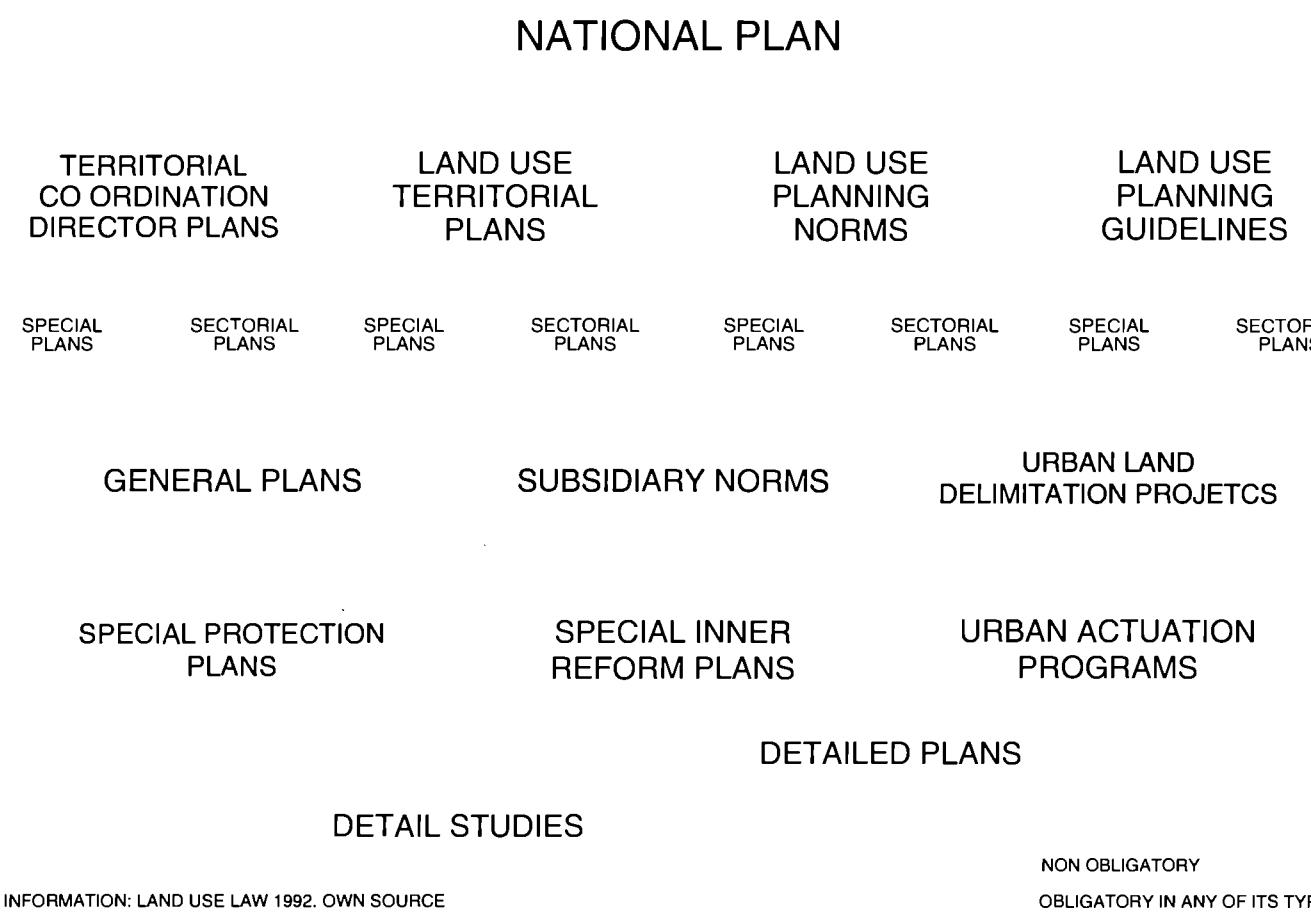 NATIONAL PLAN
TERRITORIAL
CO ORDINATION
DIRECTOR PLANS
LAND USE
TERRITORIAL
PLANS
LAND USE
PLANNING
NORMS
LAND USE
PLANNING
GUIDELINES
SPECIAL
PLANS
SECTORIAL
PLANS
SPECIAL
PLANS
SECTORIAL
PLANS
SPECIAL
PLANS
SECTORIAL
PLANS
SPECIAL
PLANS
GENERAL PLANS
SUBSIDIARY NORMS
URBAN LAND
DELIMITATION PROJETCS
SPECIAL PROTECTION
PLANS
SPECIAL INNER
REFORM PLANS
URBAN ACTUATION
PROGRAMS
DETAILED PLANS
DETAIL STUDIES
NON OBLIGATORY
INFORMATION: LAND USE LAW 1992. OWN SOURCE
OBLIGATORY IN ANY OF ITS